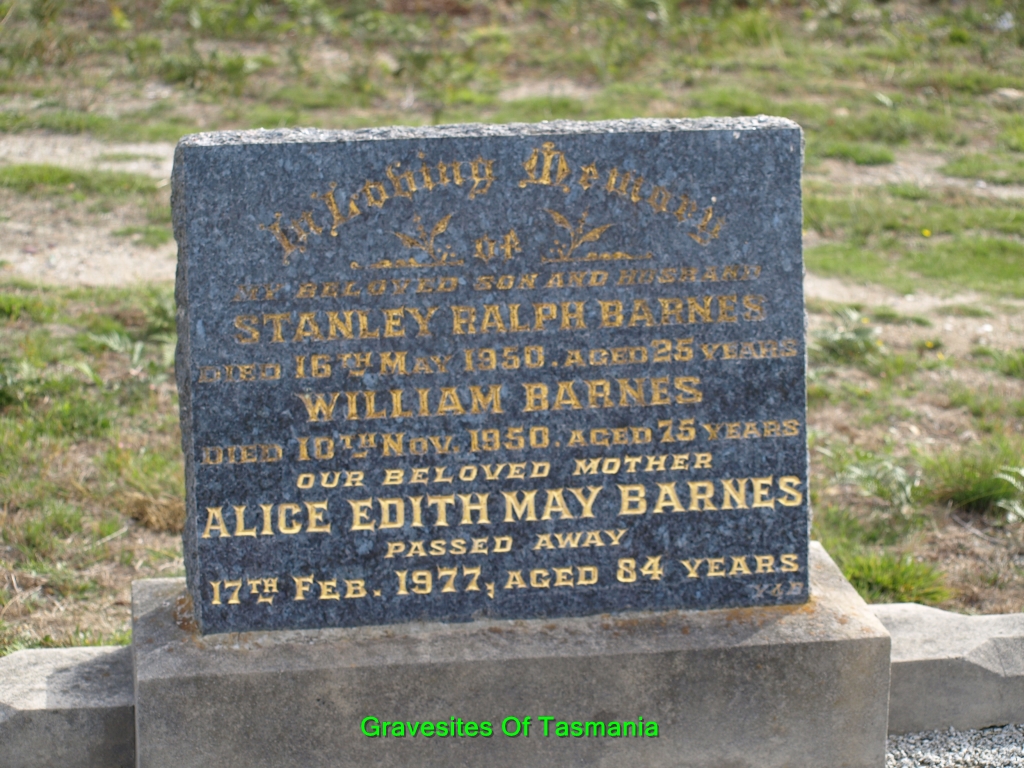 In Loving Memory
of
MY BELOVED SON AND HUSBAND
STANLEY RALPH BARNES
DIED 16TH MAY 1950. AGED 25 YEARS
WILLIAM BARNES
DIED 10TH NOV. 1950. AGED 75 YEARS
OUR BELOVED MOTHER
ALICE EDITH MAY BARNES
PASSED AWAY
17TH FEB. 1977, AGED 84 YEARS
Gravesites Of Tasmania